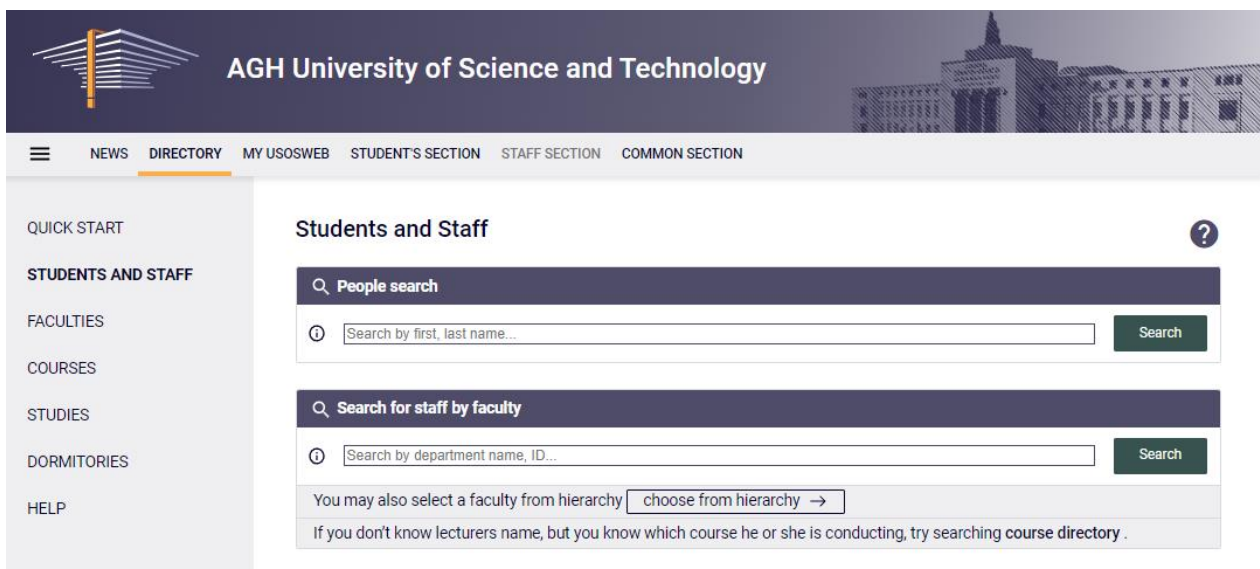 AGH University of Science and Technology
NEWS DIRECTORY MY USOSWEB STUDENT'S SECTION STAFF SECTION COMMON SECTION
QUICK START
STUDENTS AND STAFF
FACULTIES
COURSES
STUDIES
DORMITORIES
HELP
Students and Staff
?
People search
Search by first, last name...
Search
Search for staff by faculty
Search by department name, ID...
Search
You may also select a faculty from hierarchy choose from hierarchy →
If you don't know lecturers name, but you know which course he or she is conducting, try searching course directory .